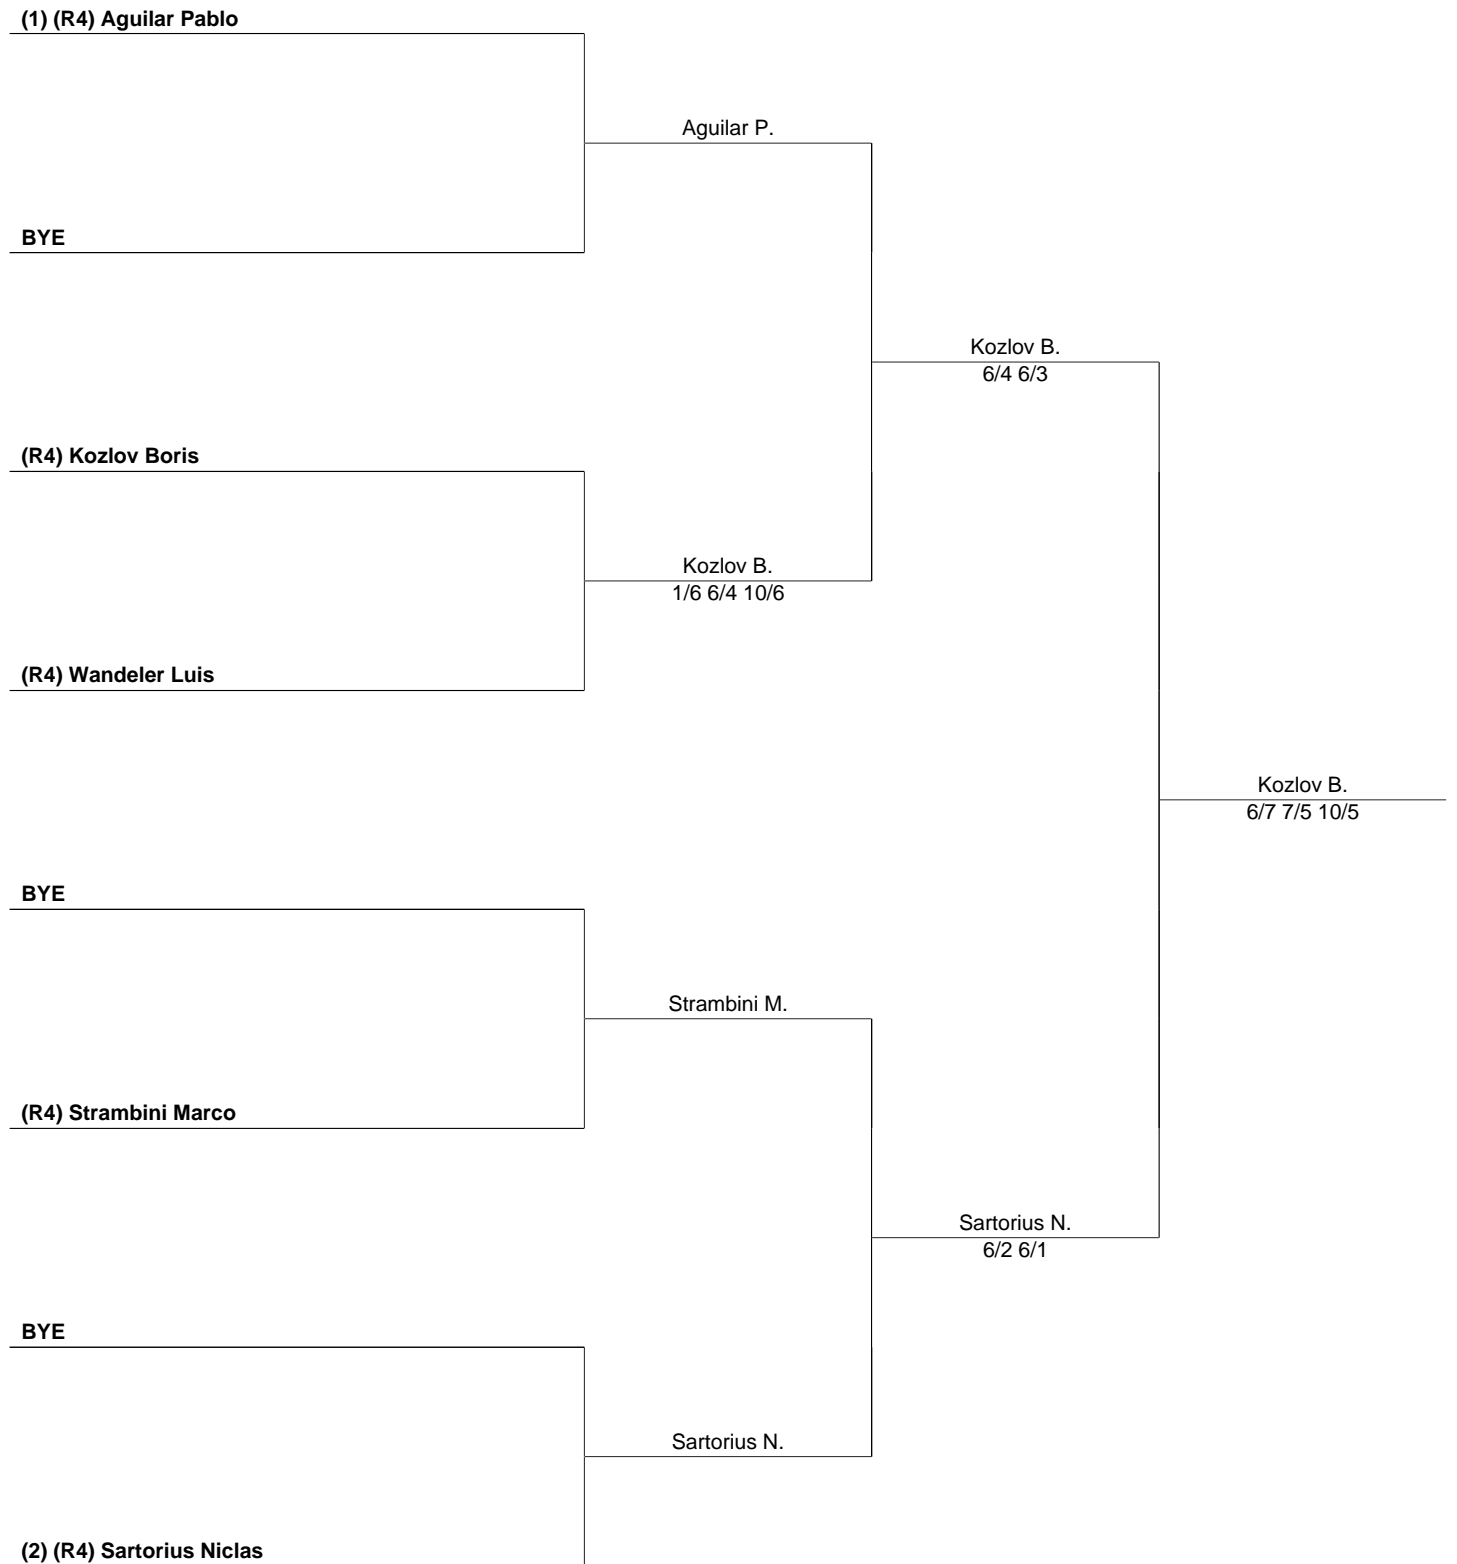 (1) (R4) Aguilar Pablo
Aguilar P.
BYE
Kozlov B.
6/4 6/3
(R4) Kozlov Boris
Kozlov B.
1/6 6/4 10/6
(R4) Wandeler Luis
Kozlov B.
6/7 7/5 10/5
BYE
Strambini M.
(R4) Strambini Marco
Sartorius N.
6/2 6/1
BYE
Sartorius N.
(2) (R4) Sartorius Niclas